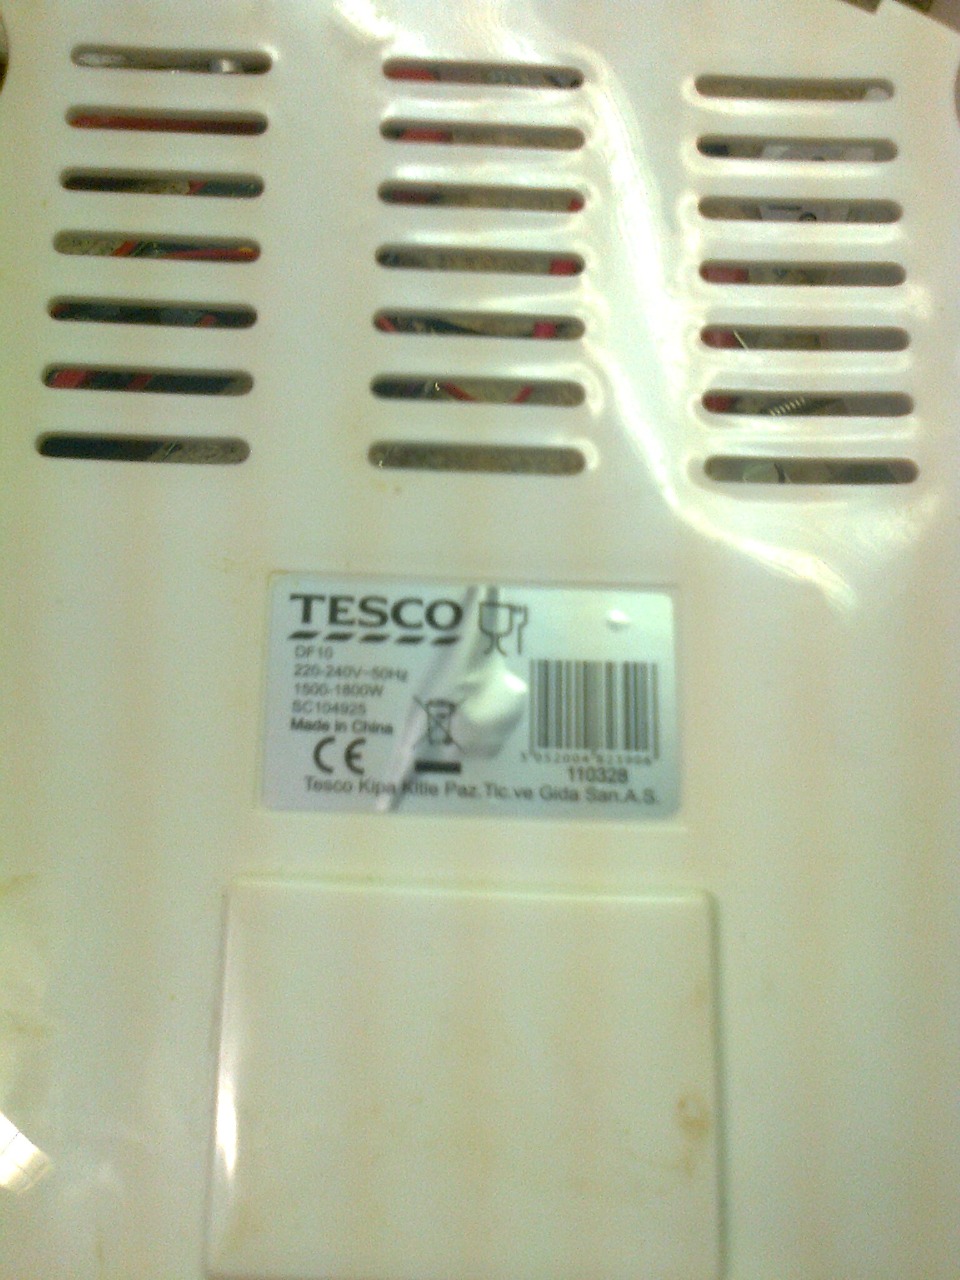 TESCO
DF10
220-240V~50Hz
1500-1800W
SC104925
Made in China
CE
110328
Tesco Kipa Kitle Paz.Tic.ve Gida San.A.S.